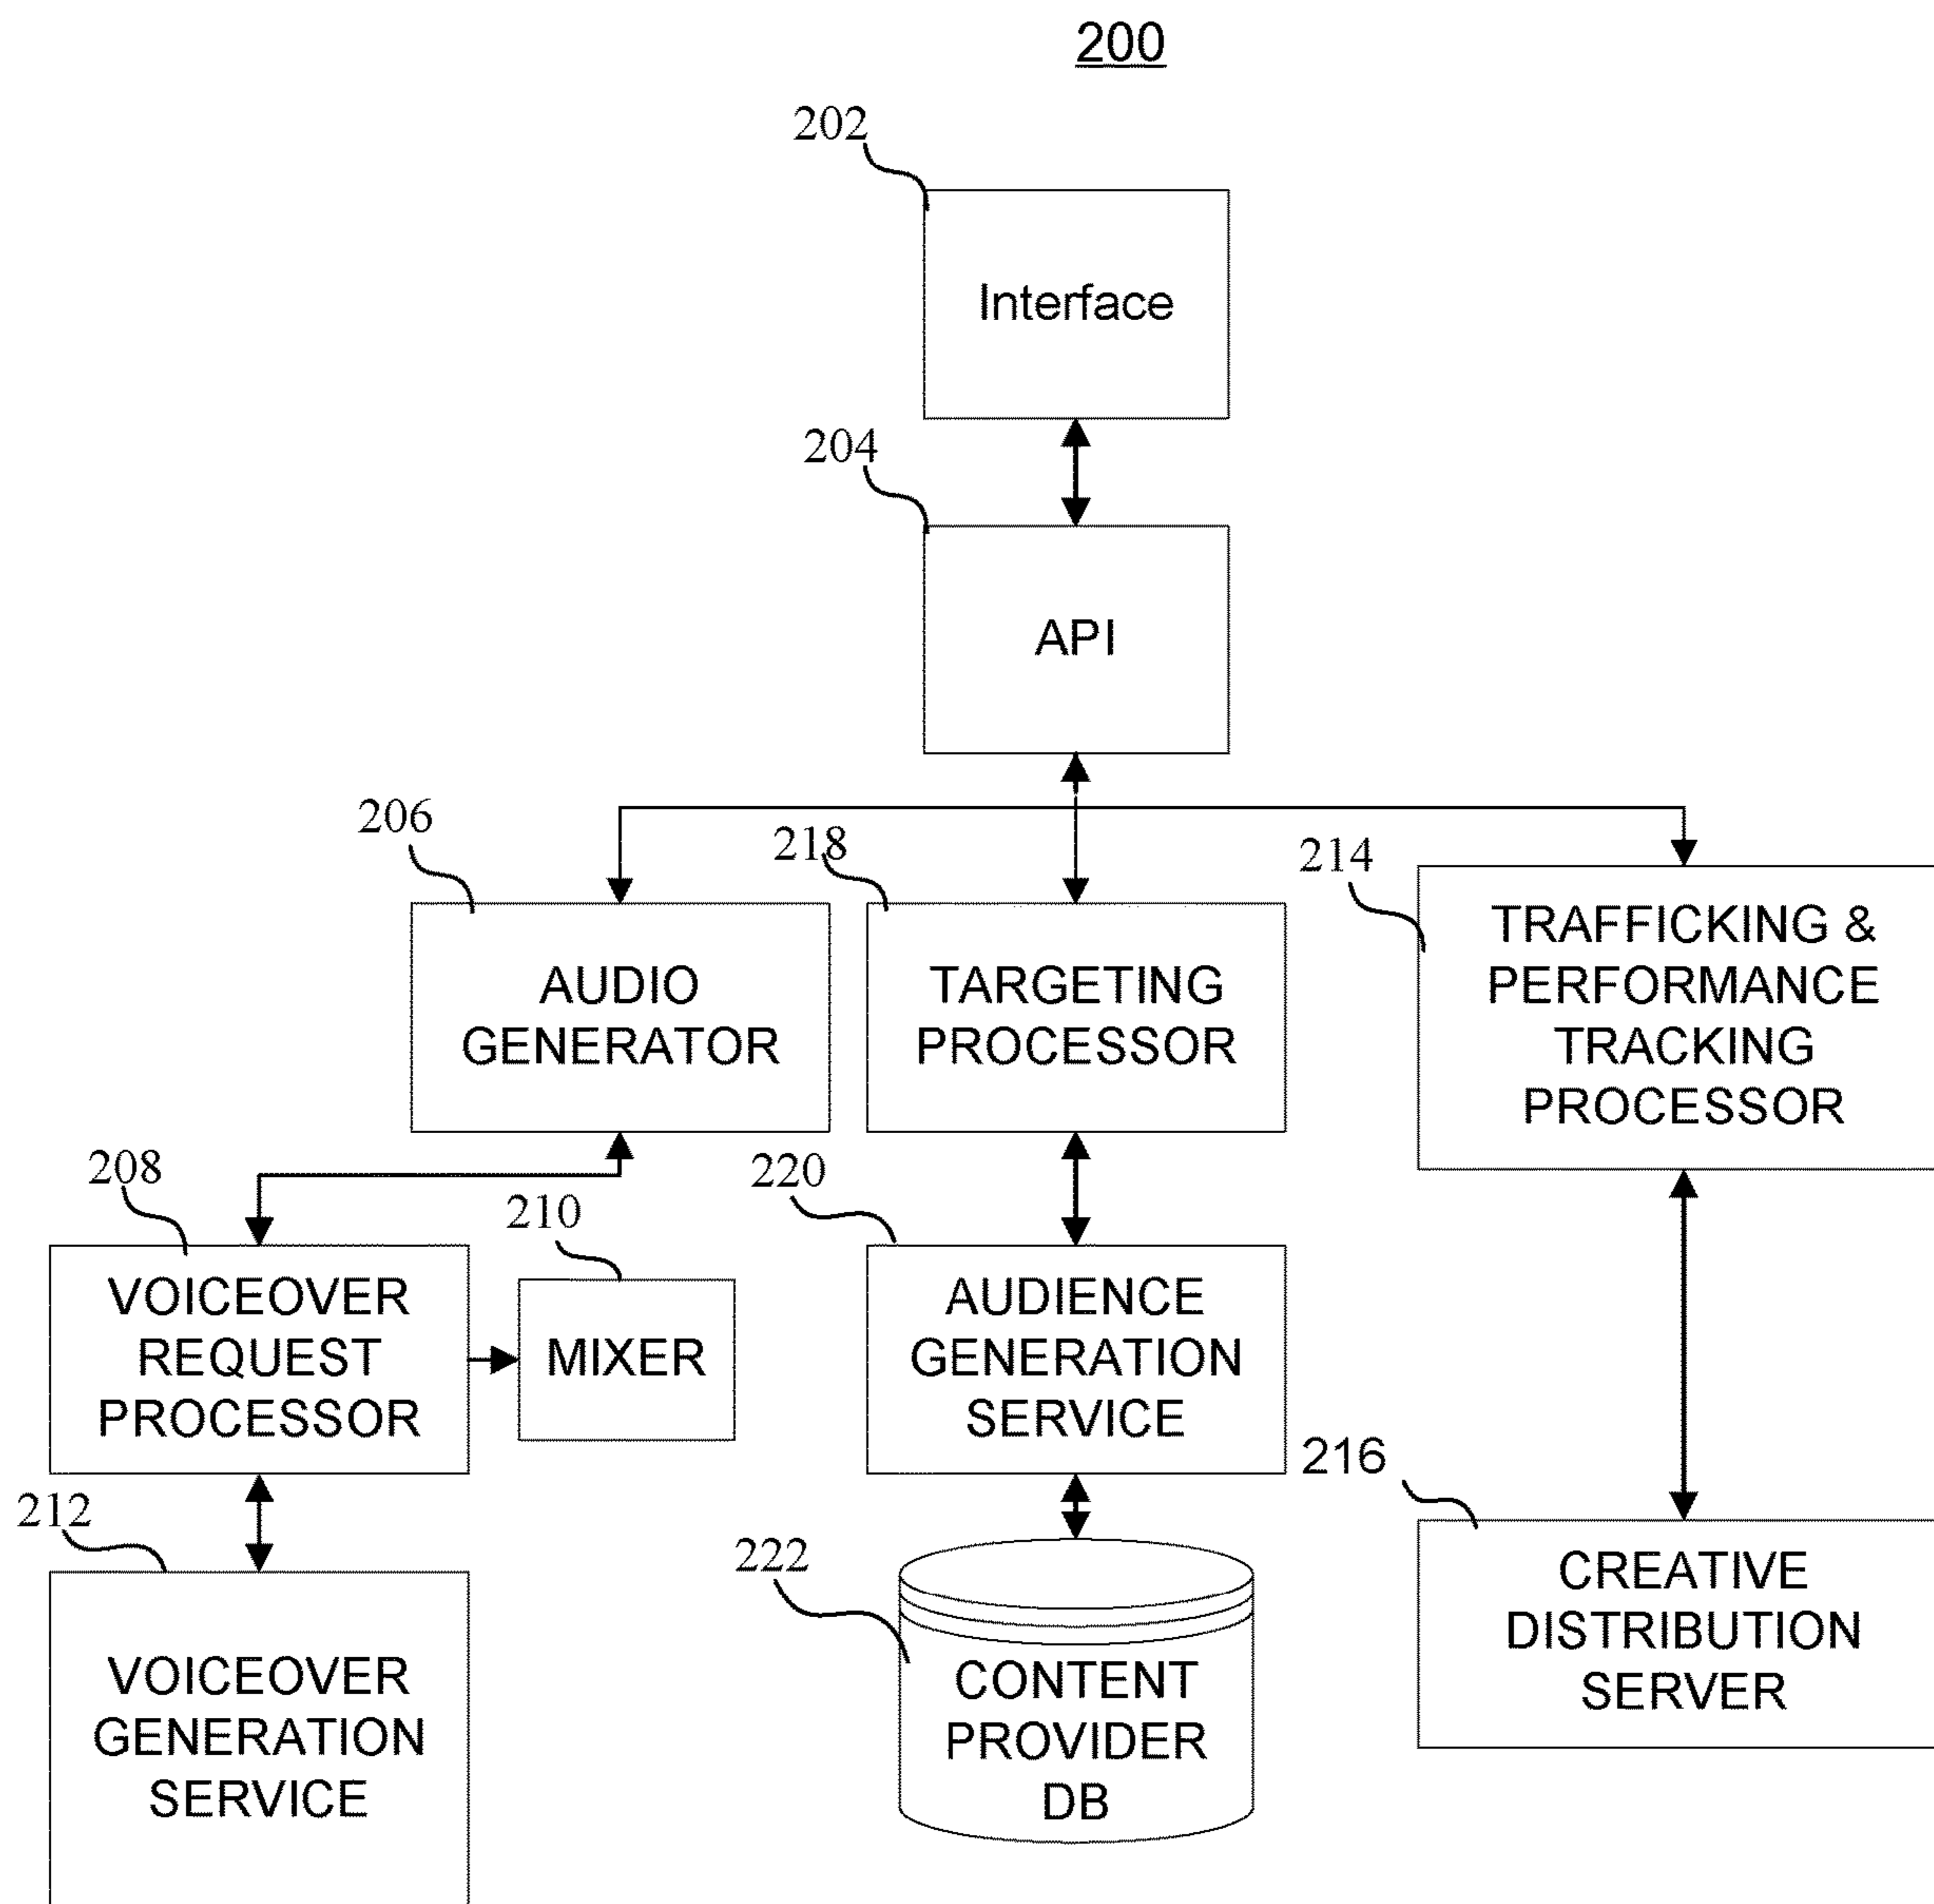 200
202
Interface
204
API
206
218
214
AUDIO
GENERATOR
TARGETING
PROCESSOR
TRAFFICKING &
PERFORMANCE
TRACKING
PROCESSOR
208
210
220
VOICEOVER
REQUEST
PROCESSOR
MIXER
AUDIENCE
GENERATION
SERVICE
212
222
216
VOICEOVER
GENERATION
SERVICE
CONTENT
PROVIDER
DB
CREATIVE
DISTRIBUTION
SERVER